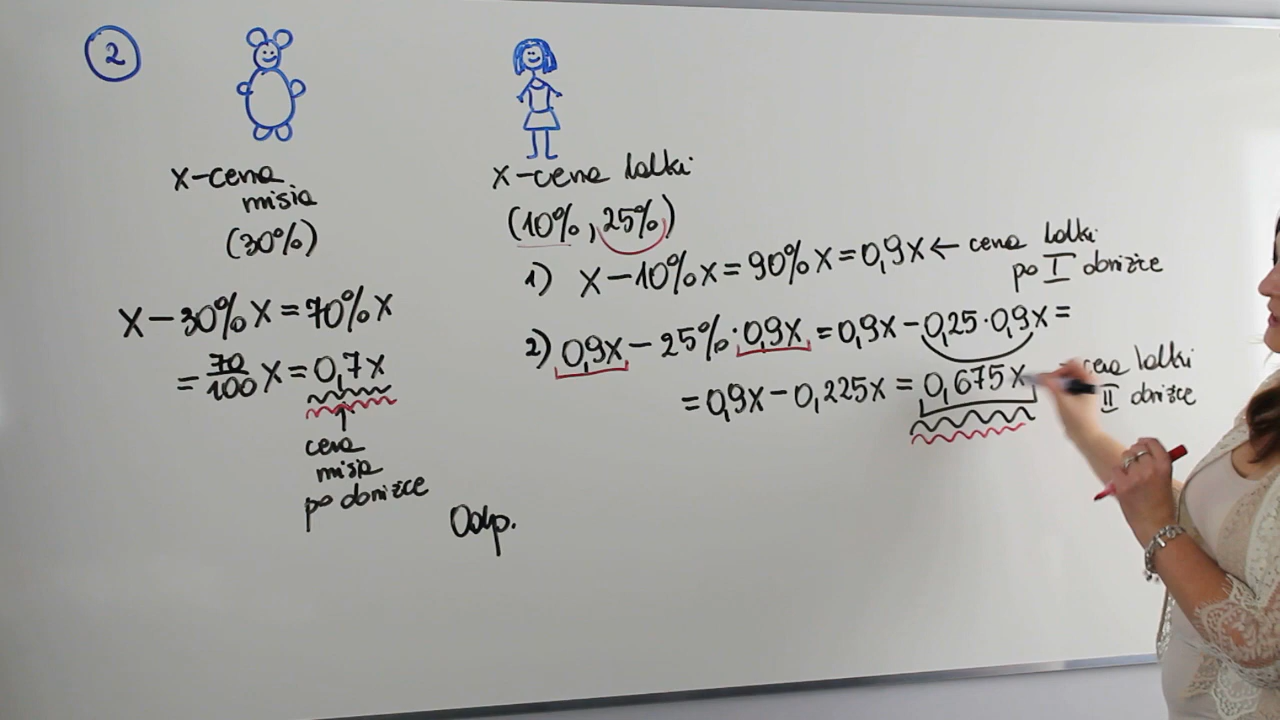 2
x-cena
misia
(30%)
x-30%x=70%x
=70/100x=0,7x
cena
misia
po obniżce
x-cena lalki
(10%, 25%)
1) x-10%x=90%x=0,9x← cena lalki
po I obniżce
2) 0,9x-25%·0,9x=0,9x-0,25·0,9x=
=0,9x-0,225x=0,675x cena lalki
II obniżce
Odp.